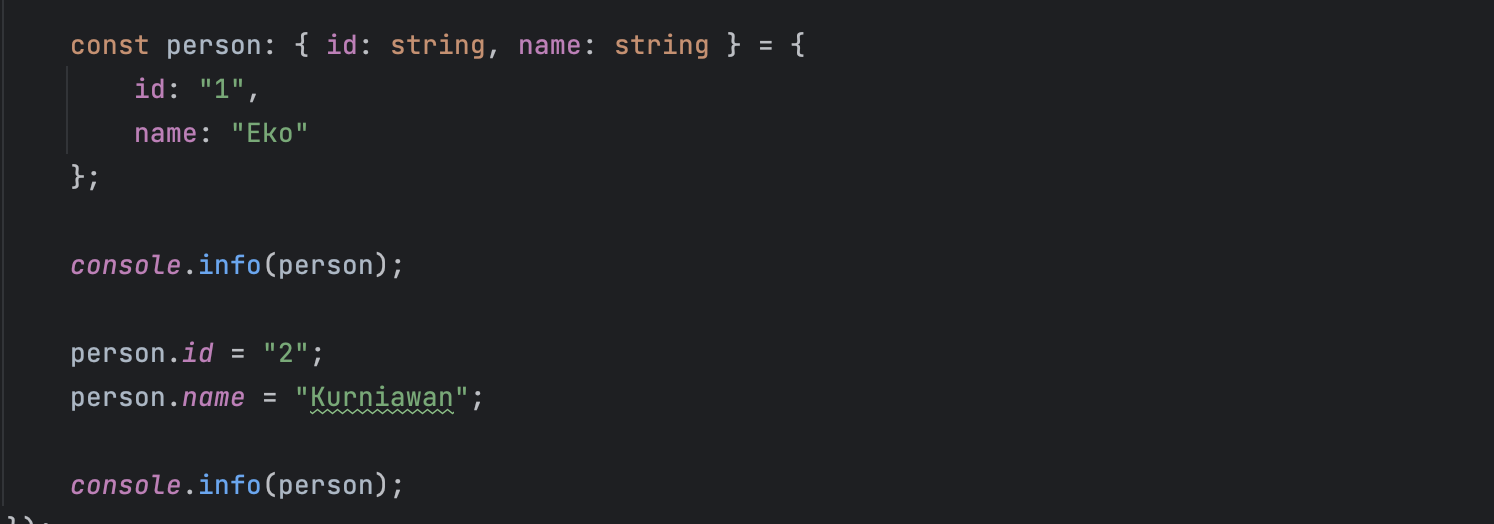 const person: { id: string, name: string } = {
    id: "1",
    name: "Eko"
};
console.info(person);
person.id = "2";
person.name = "Kurniawan";
console.info(person);